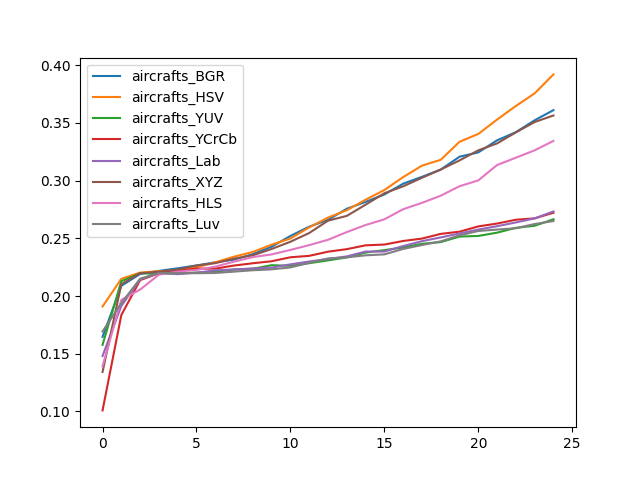 0.40
0.35
0.30
0.25
0.20
0.15
0.10
aircrafts_BGR
aircrafts_HSV
aircrafts_YUV
aircrafts_YCrCb
aircrafts_Lab
aircrafts_XYZ
aircrafts_HLS
aircrafts_Luv
0 5 10 15 20 25